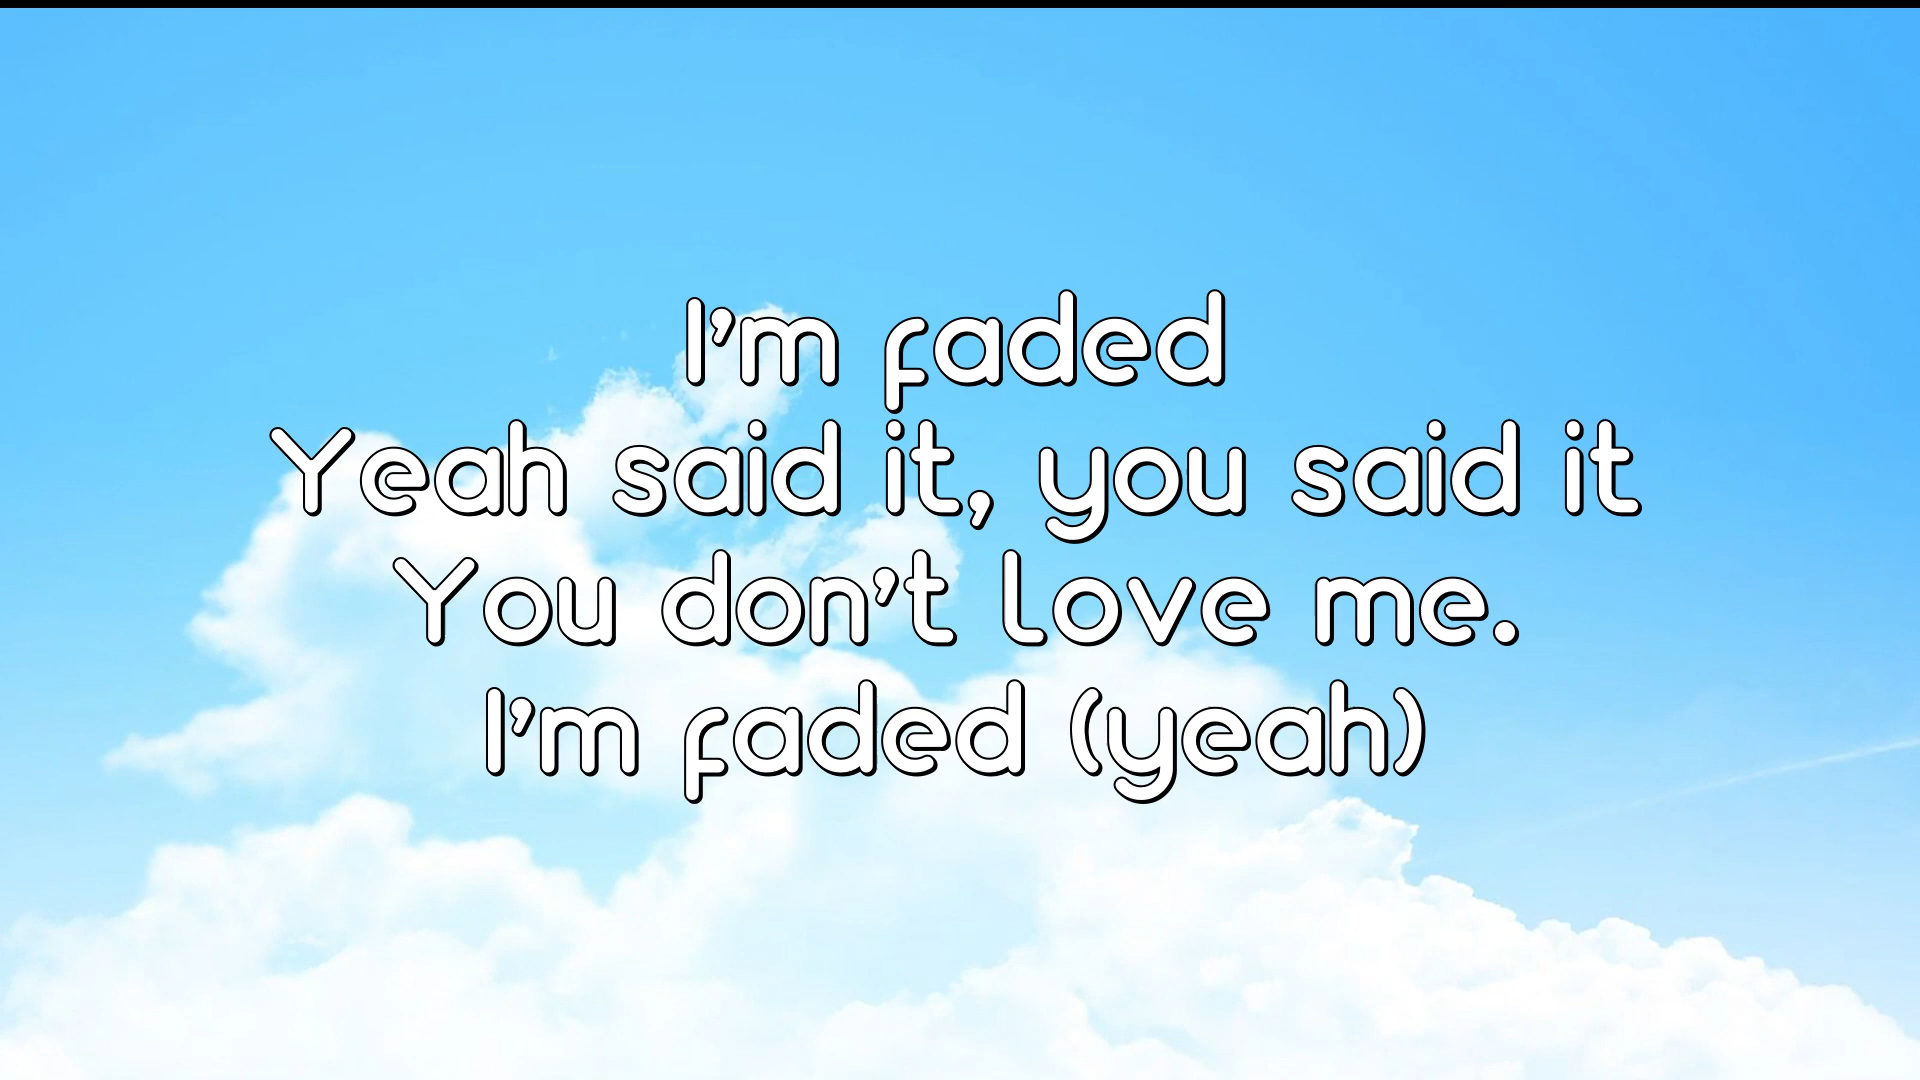 I'm faded
Yeah said it, you said it
You don't love me.
I'm faded (yeah)